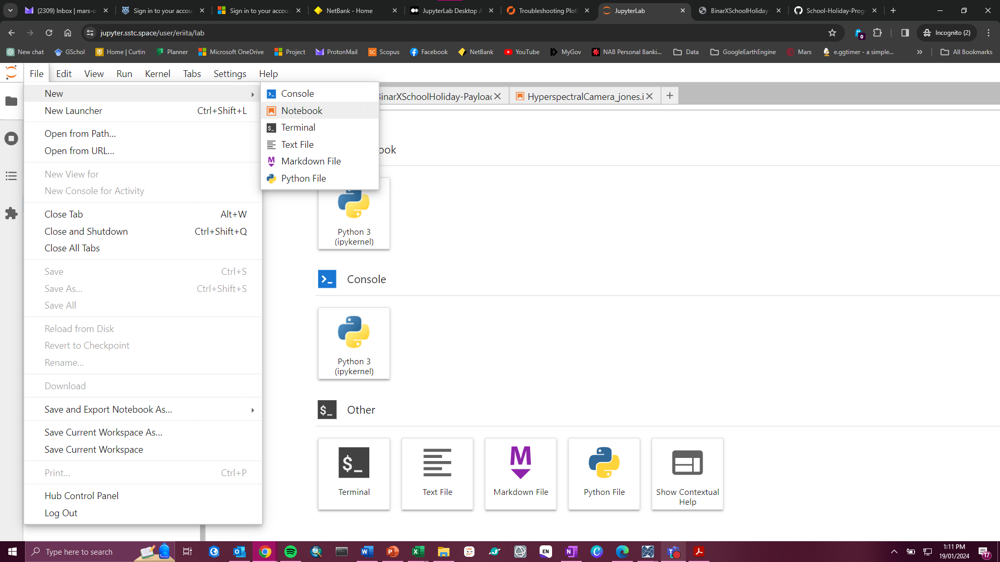 (2309) Inbox | mars-o
Sign in to your accou
Sign in to your accou
NetBank - Home
JupyterLab Desktop A
Troubleshooting Plotl
JupyterLab
BinarXSchoolHoliday
School-Holiday-Progr
jupyter.sstc.space/user/eriita/lab
0
Incognito (2)
New chat
GSchol
Home | Curtin
Planner
Microsoft OneDrive
Project
ProtonMail
SC Scopus
Facebook
NetBank
YouTube
MyGov
NAB Personal Banki...
Data
GoogleEarthEngine
Mars
e.ggtimer - a simple...
All Bookmarks
File Edit View Run Kernel Tabs Settings Help
New
New Launcher Ctrl+Shift+L
Open from Path...
Open from URL...
New View for
New Console for Activity
Close Tab Alt+W
Close and Shutdown Ctrl+Shift+Q
Close All Tabs
Save Ctrl+S
Save As... Ctrl+Shift+S
Save All
Reload from Disk
Revert to Checkpoint
Rename...
Download
Save and Export Notebook As...
Save Current Workspace As...
Save Current Workspace
Print... Ctrl+P
Hub Control Panel
Log Out
Console
Notebook
Terminal
Text File
Markdown File
Python File
BinarXSchoolHoliday-Payload
HyperspectralCamera_jones.i
ook
Python 3
(ipykernel)
Console
Python 3
(ipykernel)
$_ Other
$_
Terminal
Text File
M
Markdown File
Python File
Show Contextual
Help
Type here to search
EN
1:11 PM
19/01/2024
17